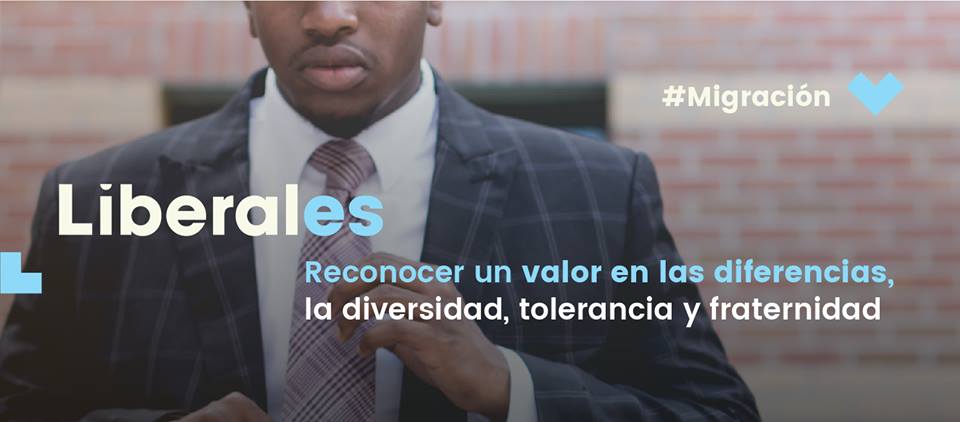 #Migración
Liberales
Reconocer un valor en las diferencias,
la diversidad, tolerancia y fraternidad